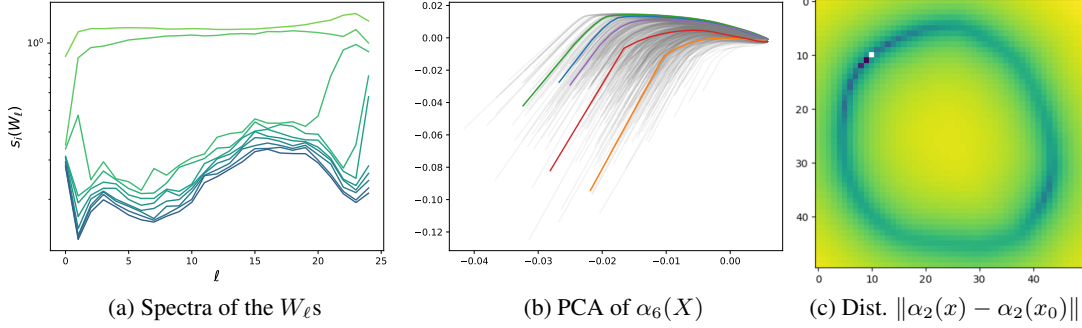 10⁰
s_i(W_ℓ)
0 5 10 15 20 25
ℓ
(a) Spectra of the W_ℓs
0.02
0.00
−0.02
−0.04
−0.06
−0.08
−0.10
−0.12
−0.04 −0.03 −0.02 −0.01 0.00
(b) PCA of α₆(X)
0
10
20
30
40
0 10 20 30 40
(c) Dist. ‖α₂(x) − α₂(x₀)‖